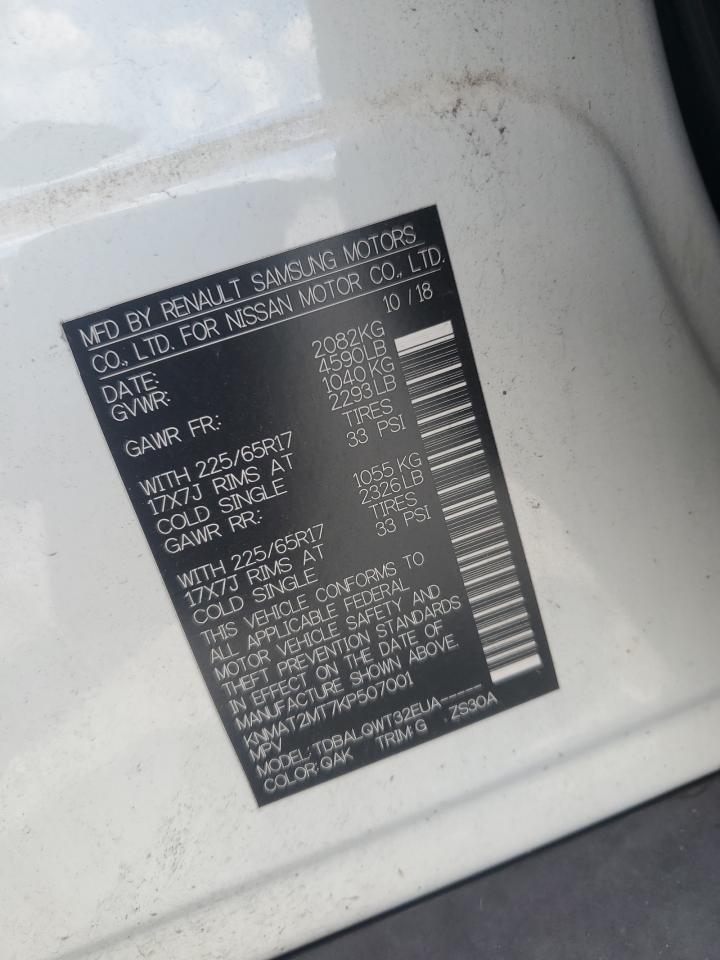 MFD BY RENAULT SAMSUNG MOTORS
CO., LTD. FOR NISSAN MOTOR CO., LTD.
DATE: 10 / 18
GVWR: 2082KG
4590LB
GAWR FR: 1040KG
2293LB
WITH 225/65R17 TIRES
17X7J RIMS AT 33 PSI
COLD SINGLE
GAWR RR: 1055KG
2326LB
WITH 225/65R17 TIRES
17X7J RIMS AT 33 PSI
COLD SINGLE
THIS VEHICLE CONFORMS TO
ALL APPLICABLE FEDERAL
MOTOR VEHICLE SAFETY AND
THEFT PREVENTION STANDARDS
IN EFFECT ON THE DATE OF
MANUFACTURE SHOWN ABOVE.
KNMAT2MT7KP507001
MPV
MODEL: TDBALQWT32EUA-----
COLOR: QAK TRIM: G ZS30A